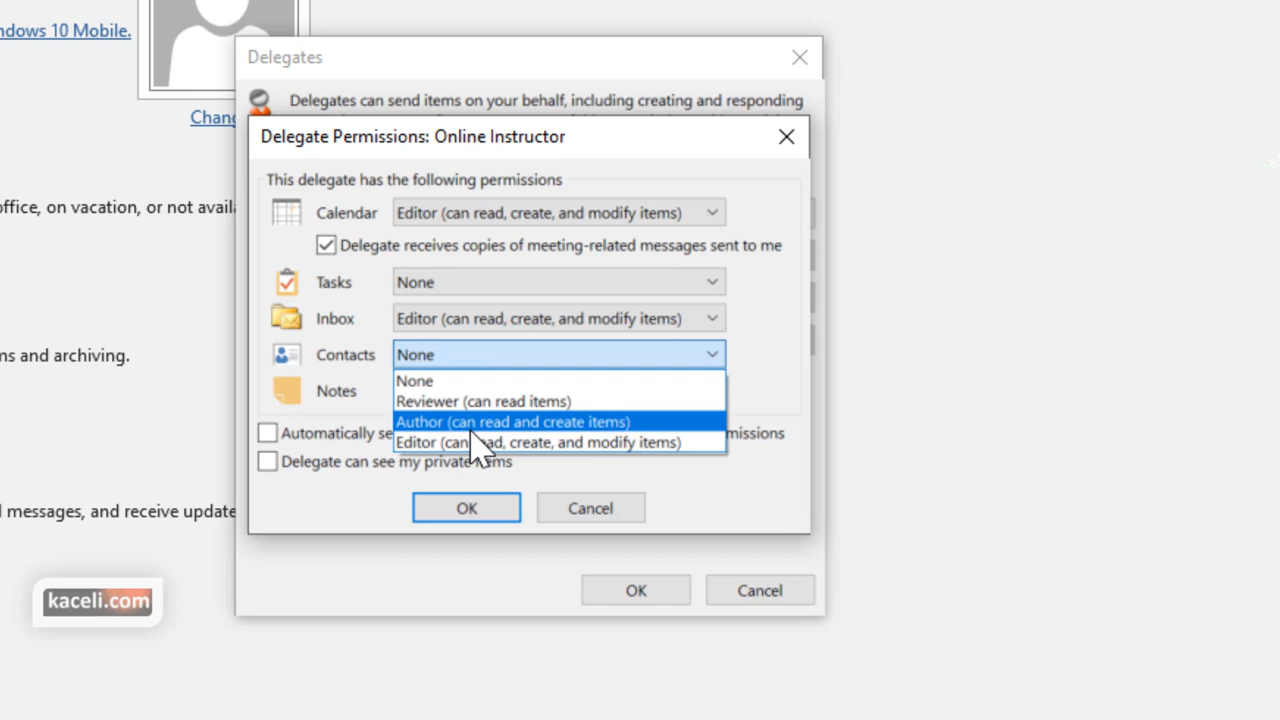 ndows 10 Mobile.
Delegates
Delegates can send items on your behalf, including creating and responding
Chang
Delegate Permissions: Online Instructor
This delegate has the following permissions
Calendar Editor (can read, create, and modify items)
office, on vacation, or not availa
Delegate receives copies of meeting-related messages sent to me
Tasks None
Inbox Editor (can read, create, and modify items)
Contacts None
ms and archiving.
None
Notes
Reviewer (can read items)
Author (can read and create items)
Automatically se missions
Editor (can read, create, and modify items)
Delegate can see my private items
OK Cancel
messages, and receive update
OK Cancel
kaceli.com